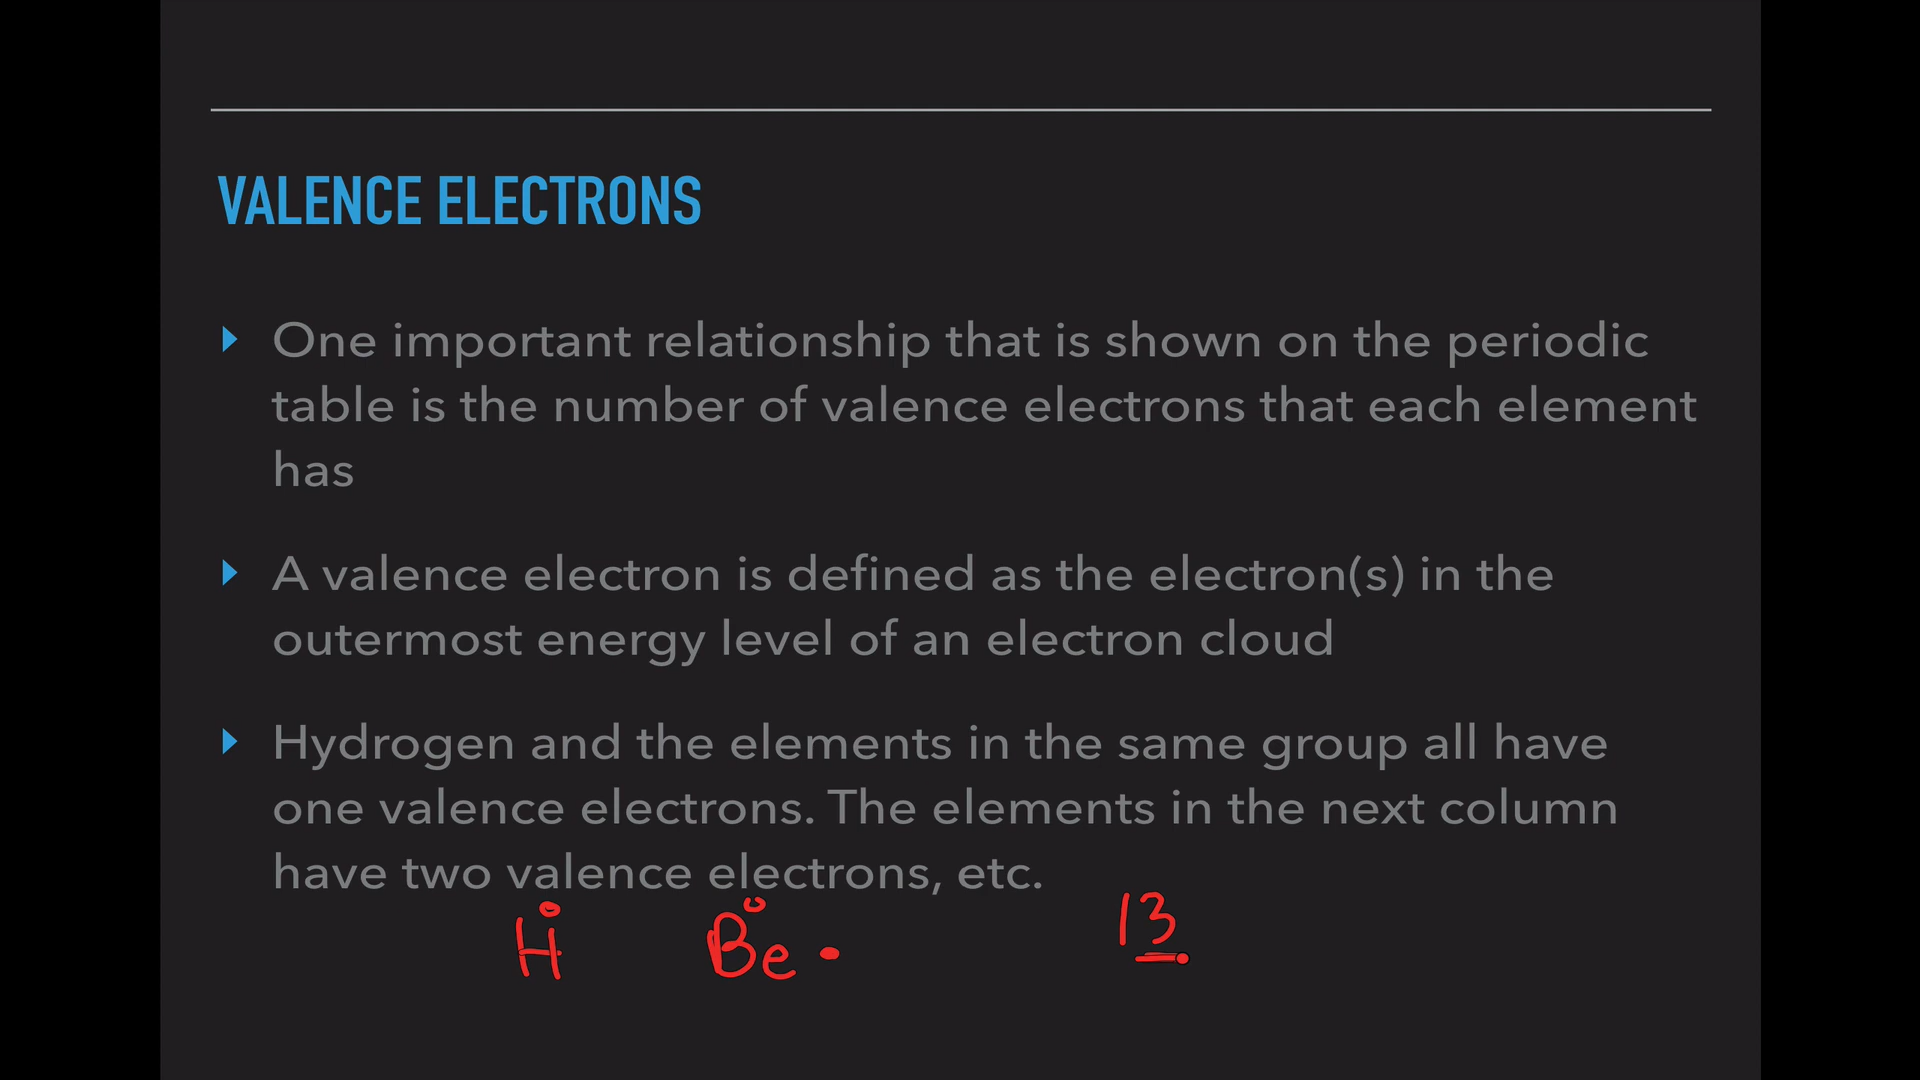 VALENCE ELECTRONS
One important relationship that is shown on the periodic
table is the number of valence electrons that each element
has
A valence electron is defined as the electron(s) in the
outermost energy level of an electron cloud
Hydrogen and the elements in the same group all have
one valence electrons. The elements in the next column
have two valence electrons, etc.
H Be 13